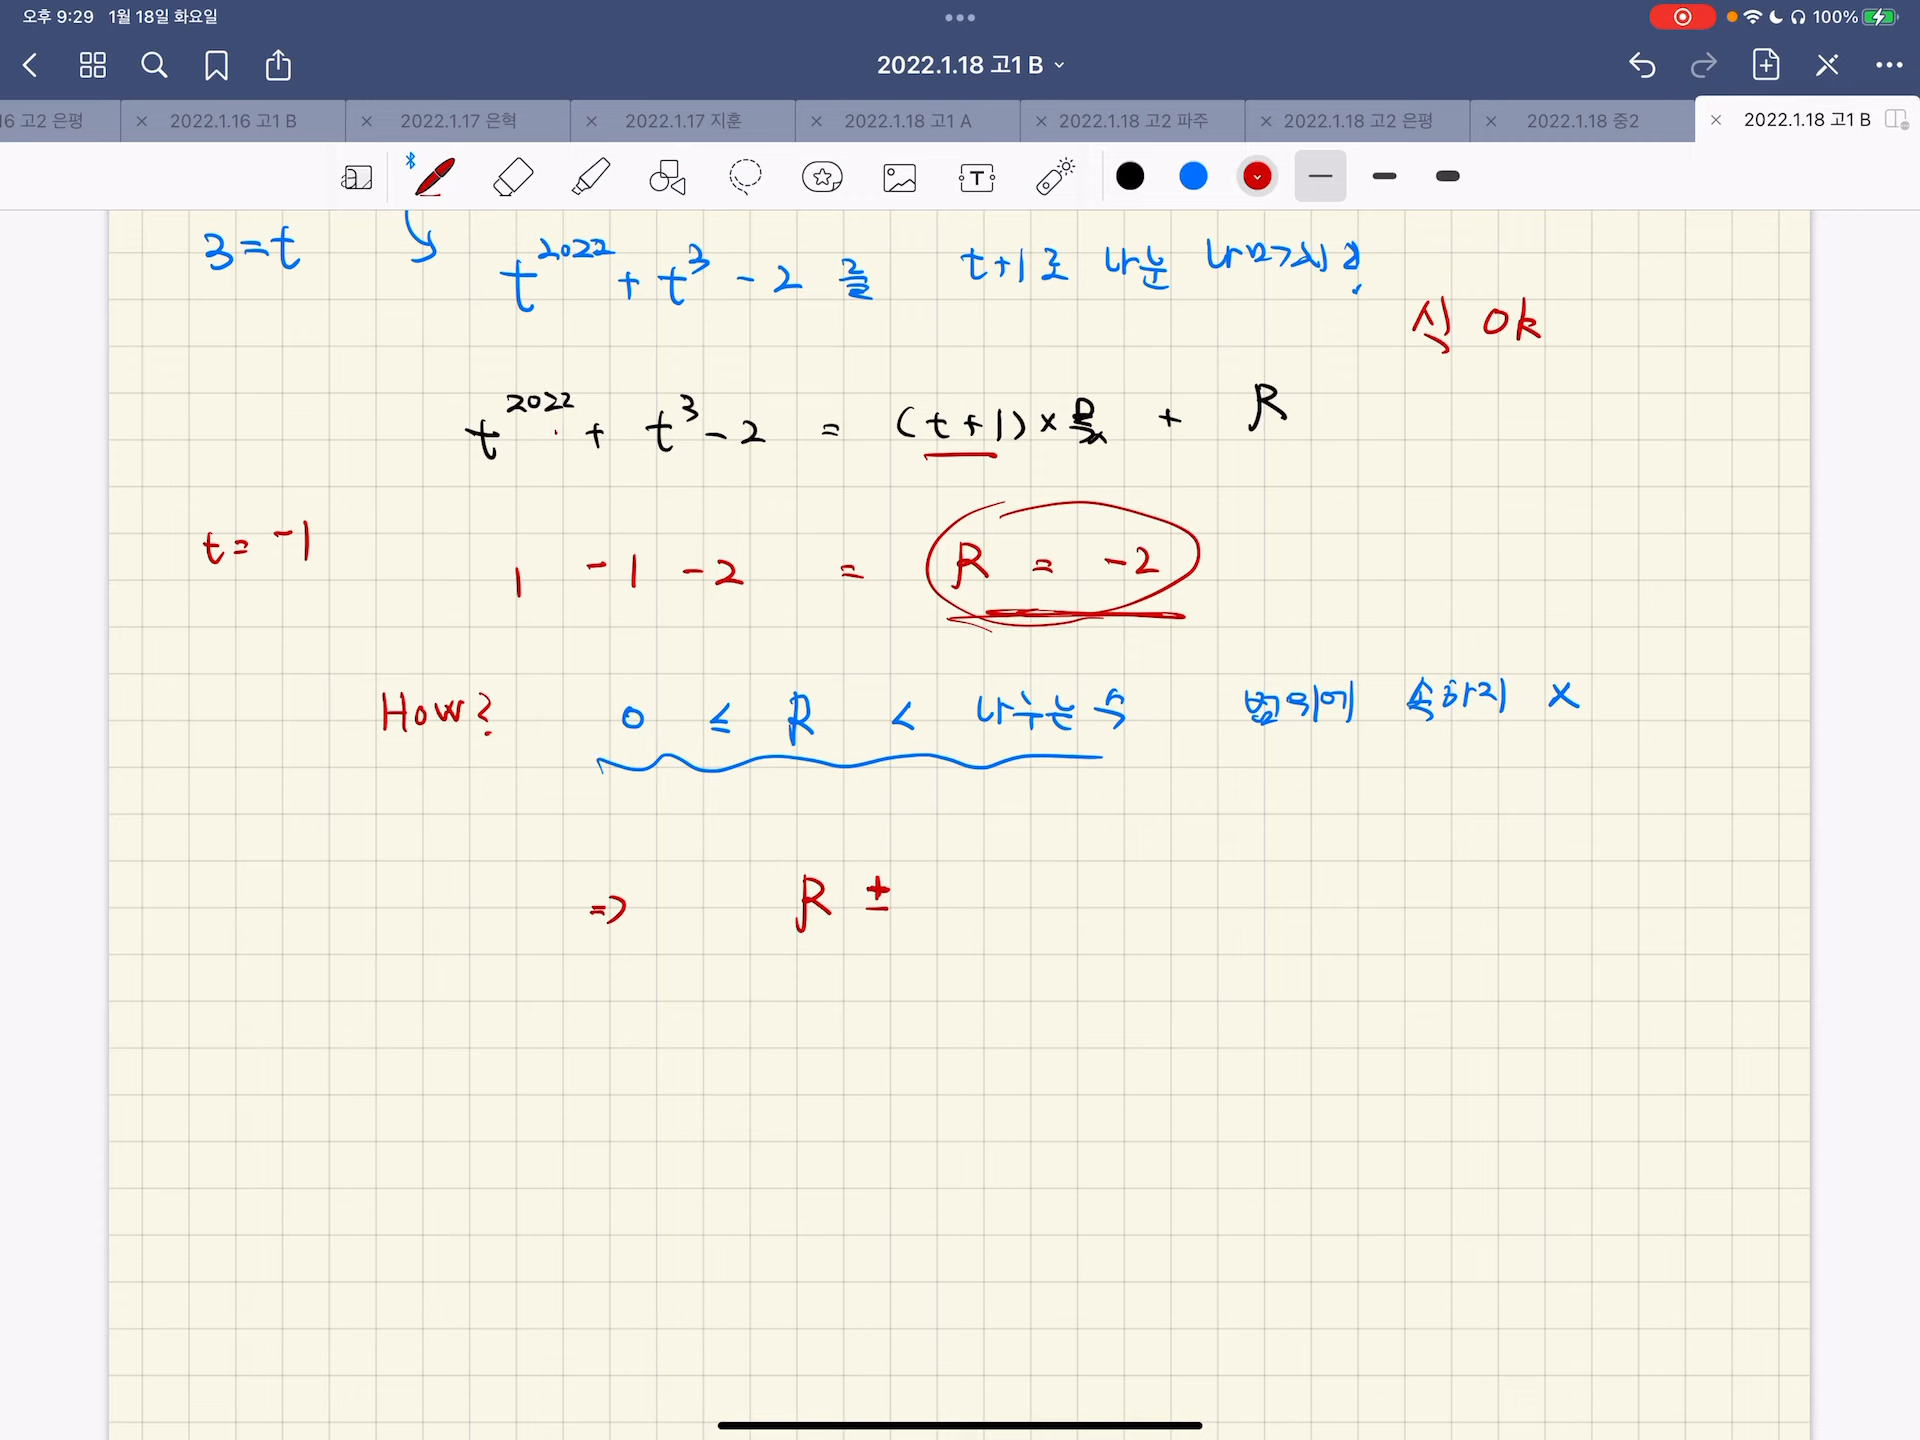 오후 9:29 1월 18일 화요일 100%
2022.1.18 고1 B
16 고2 은평 2022.1.16 고1 B 2022.1.17 은혁 2022.1.17 지훈 2022.1.18 고1 A 2022.1.18 고2 파주 2022.1.18 고2 은평 2022.1.18 중2 2022.1.18 고1 B
3=t t^2022 + t^3 - 2 를 t+1로 나눈 나머지?
식 Ok
t^2022 + t^3 - 2 = (t+1) × 몫 + R
t = -1 1 -1 -2 = R = -2
How? 0 ≤ R < 나누는 수 범위에 속하지 X
=> R ±